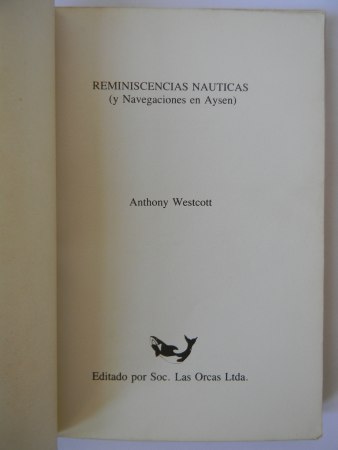 REMINISCENCIAS NAUTICAS
(y Navegaciones en Aysen)
Anthony Westcott
Editado por Soc. Las Orcas Ltda.